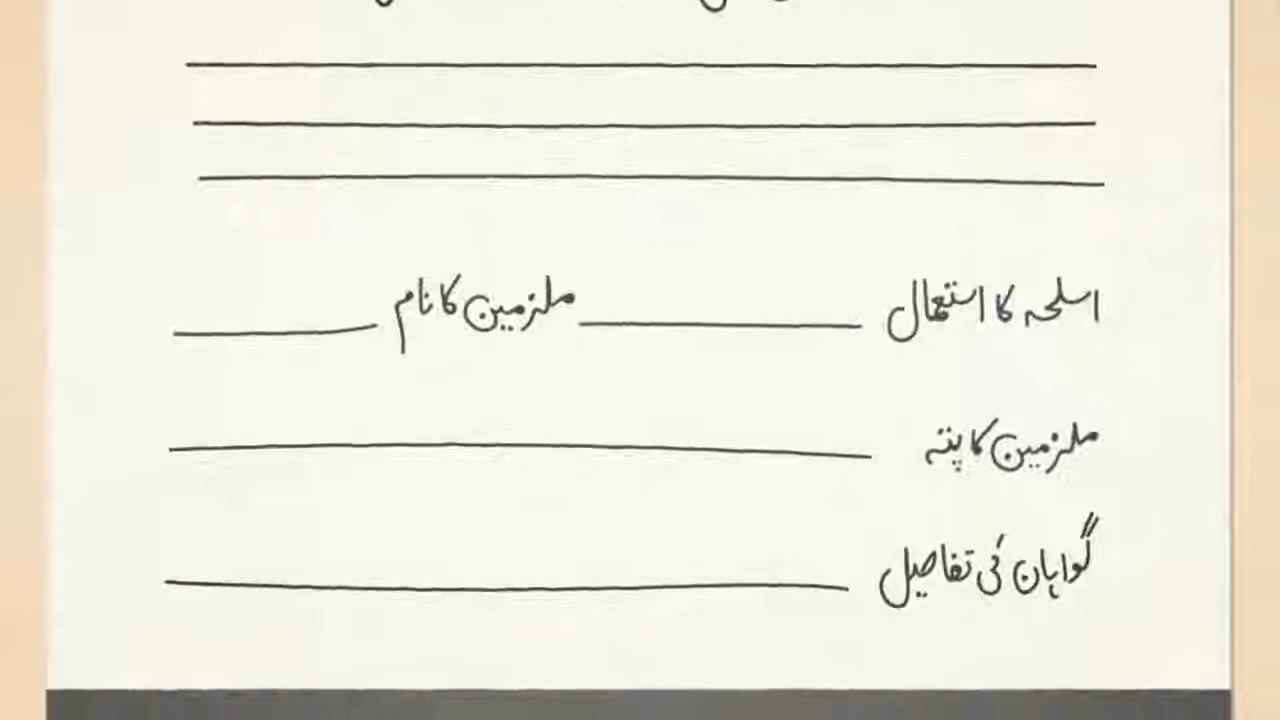 اسلحہ کا استعمال ملزمین کا نام
ملزمین کا پتہ
گواہان کی تفاصیل